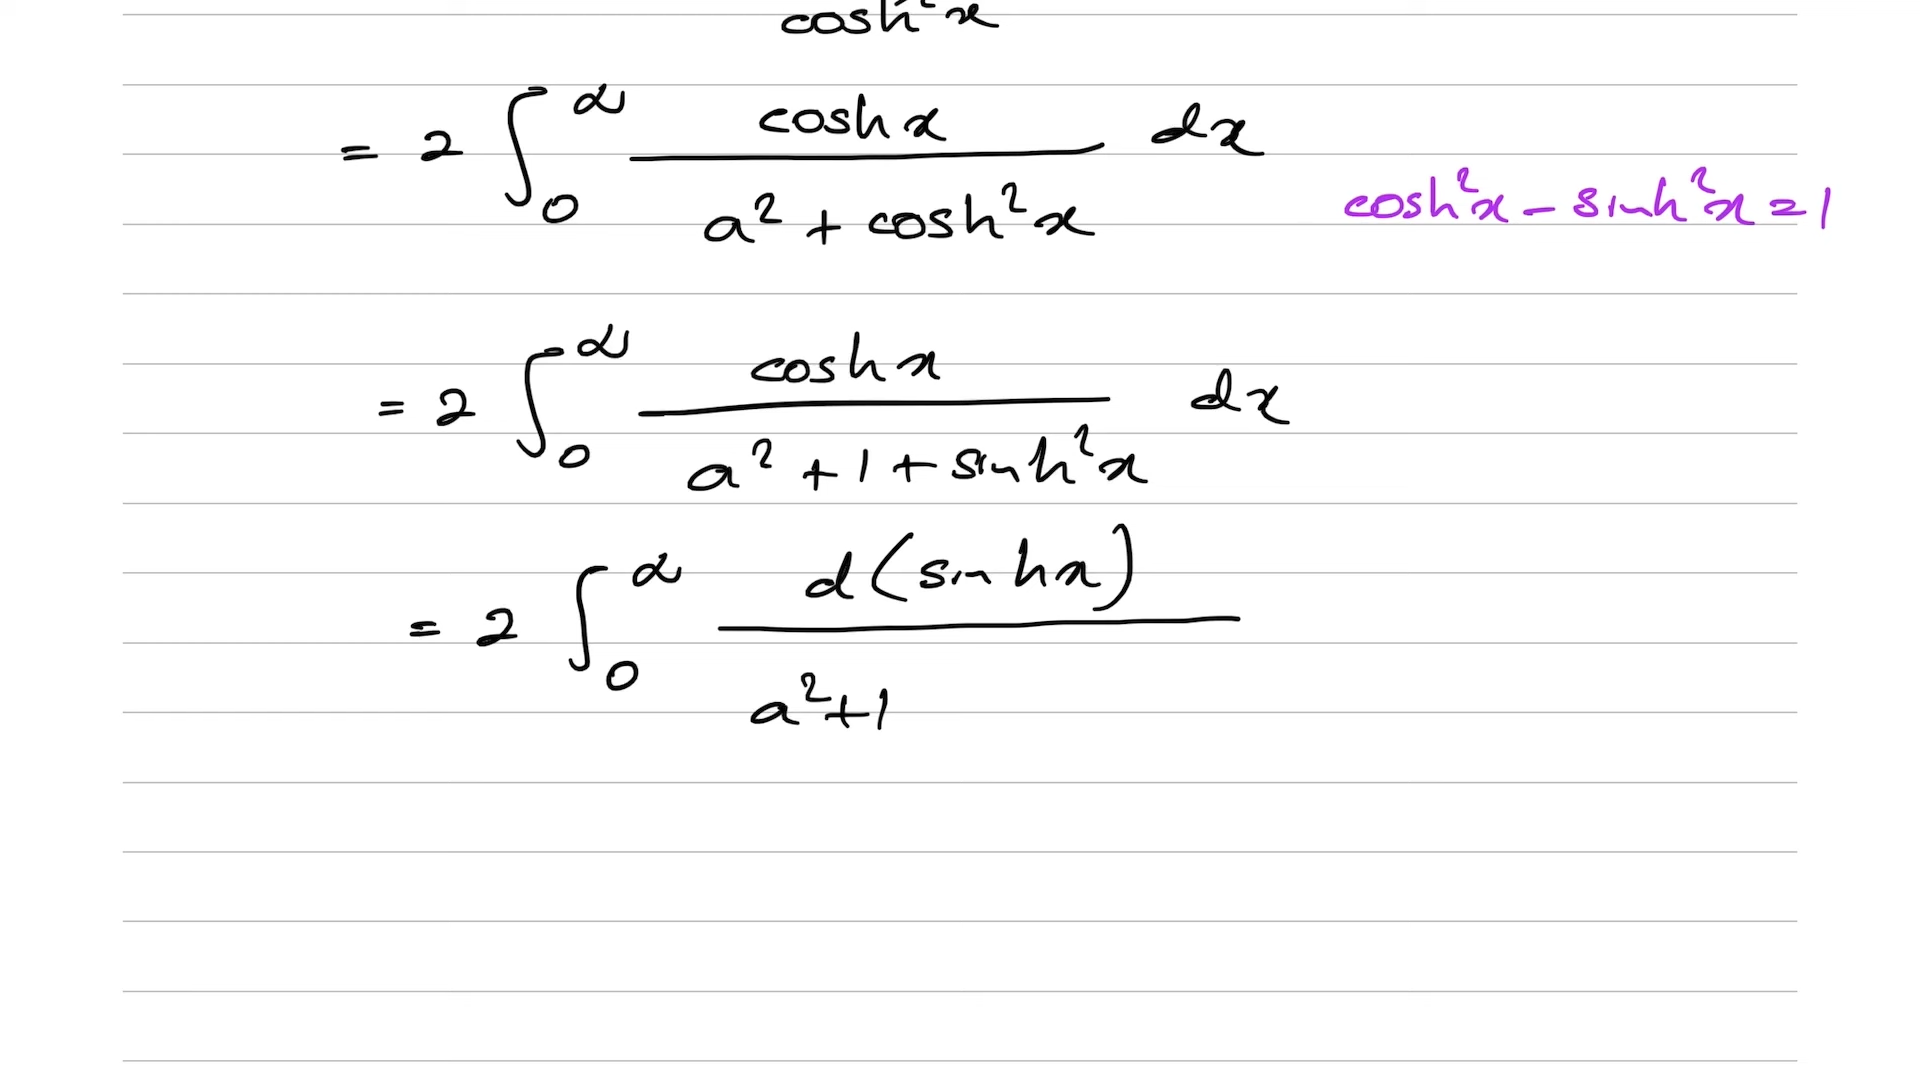 cosh²x
= 2 ∫₀^∞ cosh x / (a² + cosh²x) dx
cosh²x − sinh²x = 1
= 2 ∫₀^∞ cosh x / (a² + 1 + sinh²x) dx
= 2 ∫₀^∞ d(sinhx) / a²+1